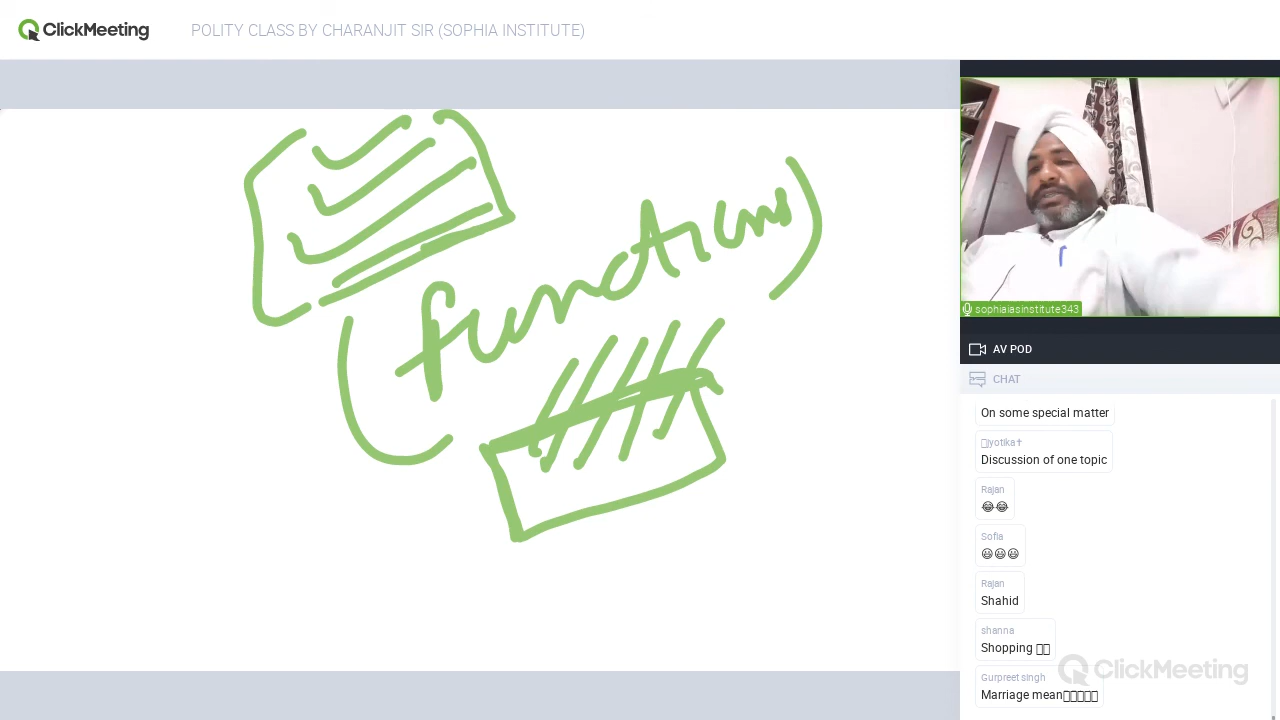 ClickMeeting
POLITY CLASS BY CHARANJIT SIR (SOPHIA INSTITUTE)
functions)
sophiaiasinstitute343
AV POD
CHAT
On some special matter
jyotika✝
Discussion of one topic
Rajan
😂😂
Sofia
😃😃😃
Rajan
Shahid
shanna
Shopping
Gurpreet singh
Marriage mean
ClickMeeting